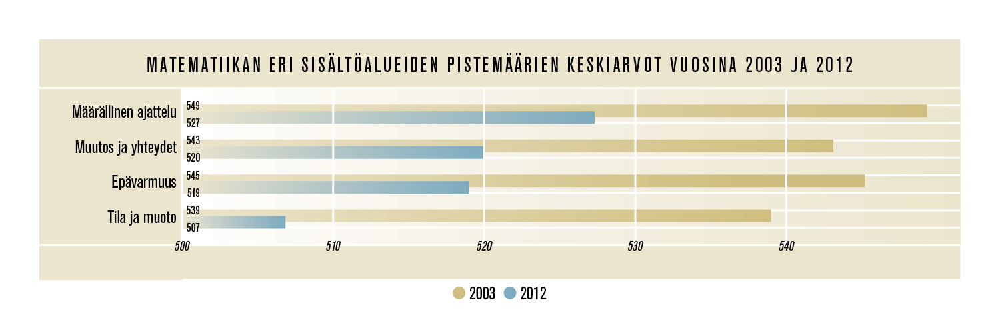 MATEMATIIKAN ERI SISÄLTÖALUEIDEN PISTEMÄÄRIEN KESKIARVOT VUOSINA 2003 JA 2012
Määrällinen ajattelu
549
527
Muutos ja yhteydet
543
520
Epävarmuus
545
519
Tila ja muoto
539
507
500 510 520 530 540
2003 2012